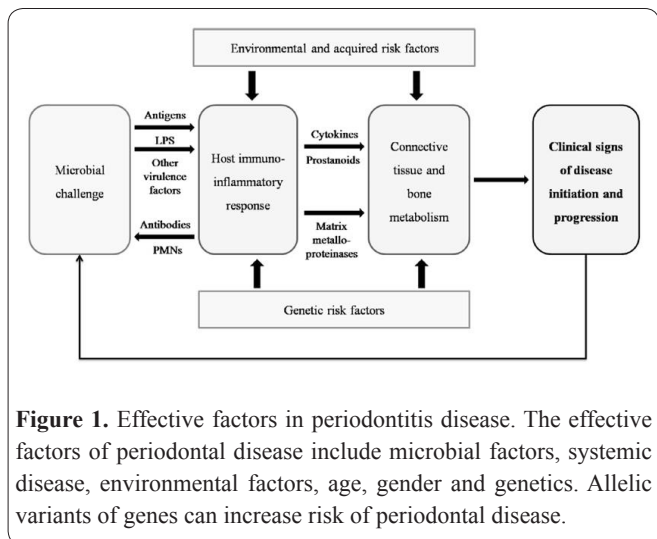 Environmental and acquired risk factors
Microbial
challenge
Antigens
LPS
Other
virulence
factors
Antibodies
PMNs
Host immuno-
inflammatory
response
Cytokines
Prostanoids
Matrix
metallo-
proteinases
Connective
tissue and
bone
metabolism
Clinical signs
of disease
initiation and
progression
Genetic risk factors
Figure 1. Effective factors in periodontitis disease. The effective
factors of periodontal disease include microbial factors, systemic
disease, environmental factors, age, gender and genetics. Allelic
variants of genes can increase risk of periodontal disease.